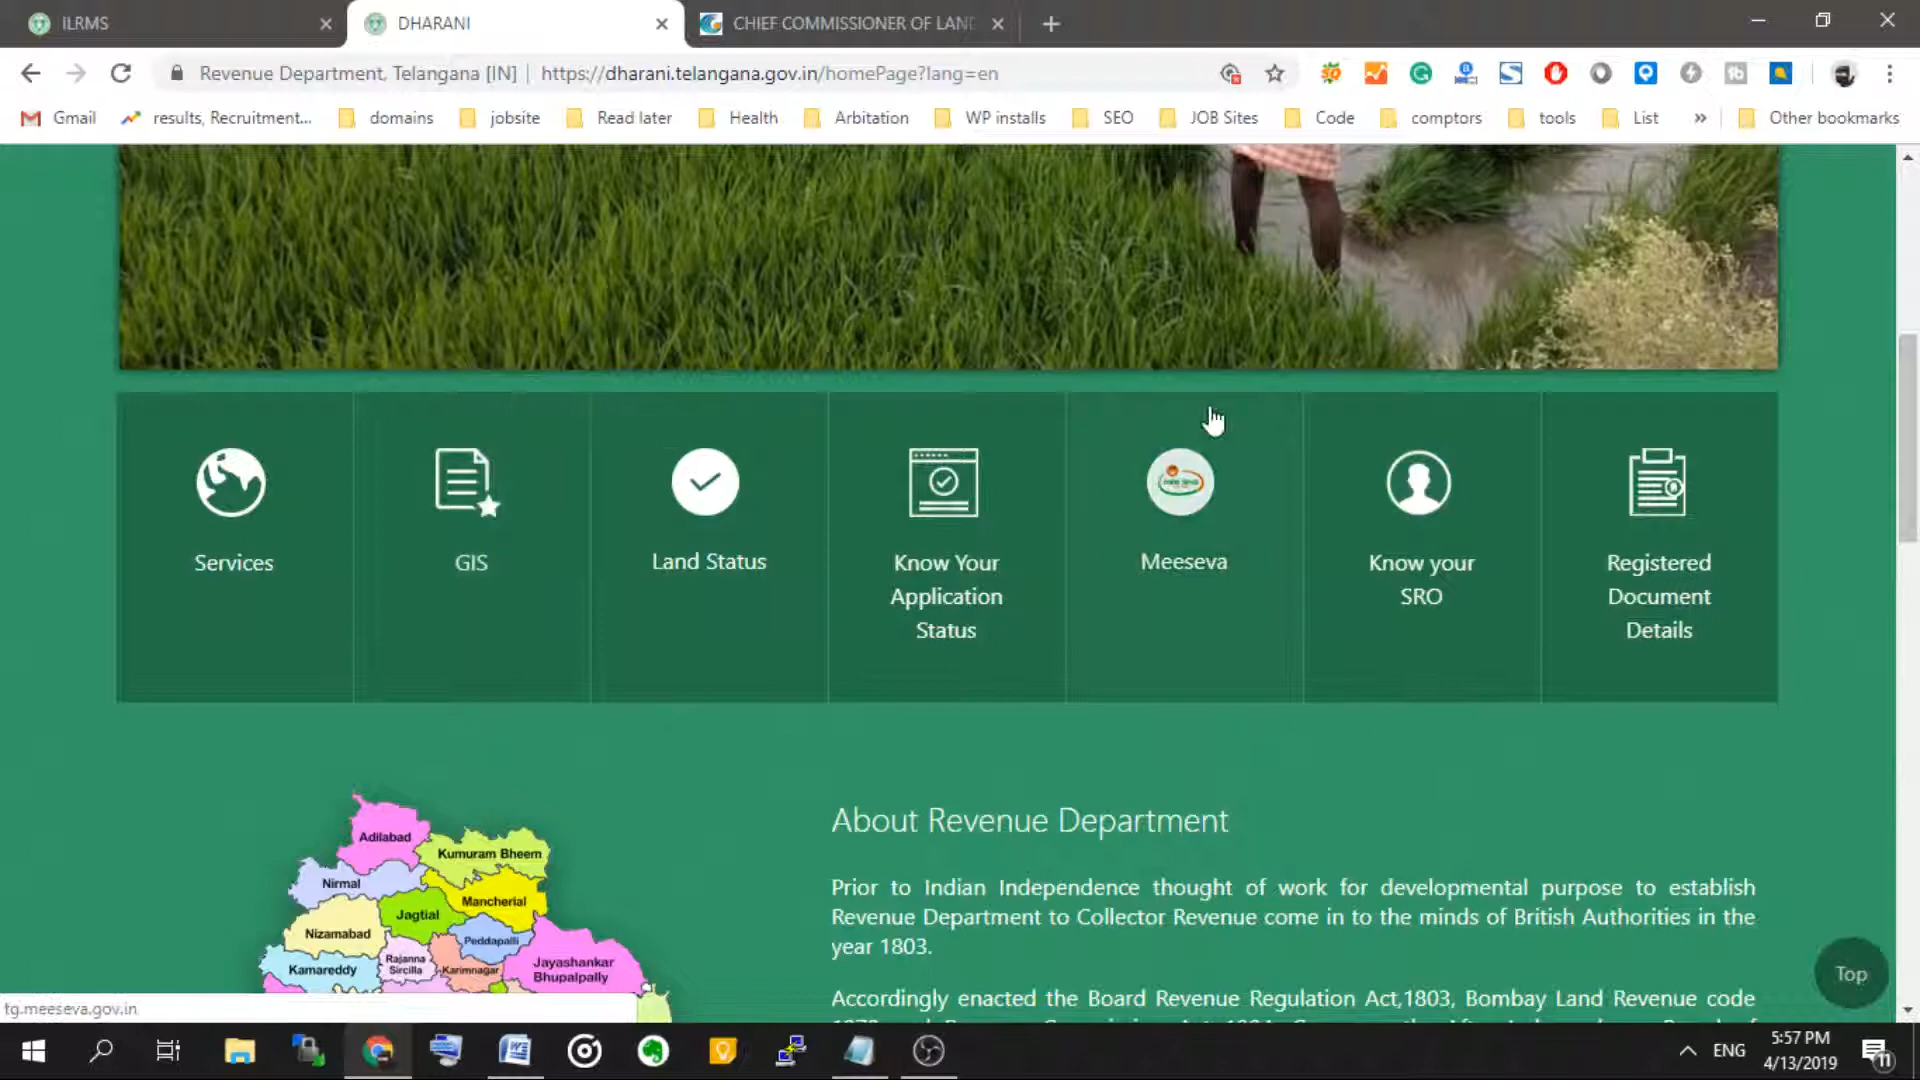 ILRMS
DHARANI
CHIEF COMMISSIONER OF LAN
Revenue Department, Telangana [IN]
https://dharani.telangana.gov.in/homePage?lang=en
Gmail
results, Recruitment...
domains
jobsite
Read later
Health
Arbitation
WP installs
SEO
JOB Sites
Code
comptors
tools
List
Other bookmarks
Services
GIS
Land Status
Know Your
Application
Status
Meeseva
Know your
SRO
Registered
Document
Details
Adilabad
Kumuram Bheem
Nirmal
Mancherial
Jagtial
Nizamabad
Peddapalli
Rajanna
Sircilla
Karimnagar
Kamareddy
Jayashankar
Bhupalpally
About Revenue Department
Prior to Indian Independence thought of work for developmental purpose to establish
Revenue Department to Collector Revenue come in to the minds of British Authorities in the
year 1803.
Accordingly enacted the Board Revenue Regulation Act,1803, Bombay Land Revenue code
Top
tg.meeseva.gov.in
ENG
5:57 PM
4/13/2019
11